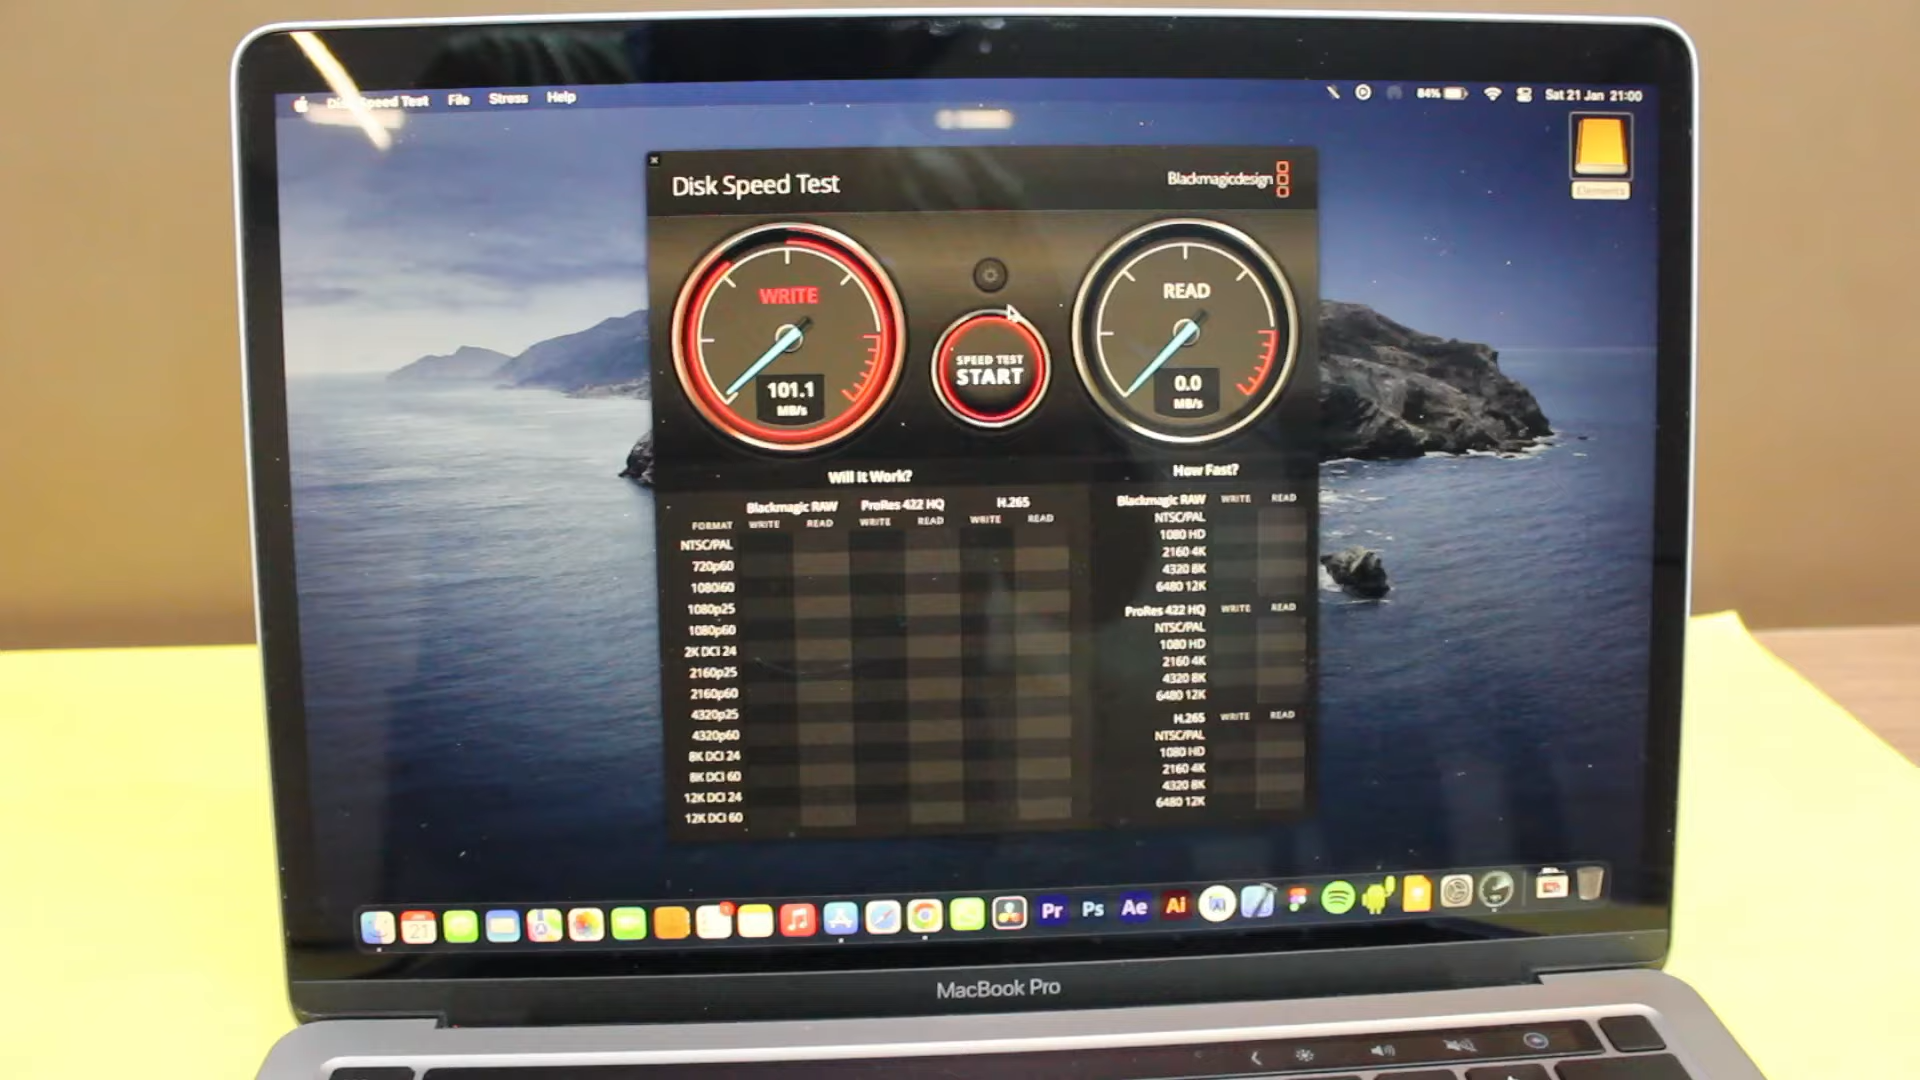 Disk Speed Test File Stress Help
84% Sat 21 Jan 21:00
Elements
Disk Speed Test
Blackmagicdesign
WRITE
101.1
MB/s
SPEED TEST
START
READ
0.0
MB/s
Will It Work?
Blackmagic RAW ProRes 422 HQ H.265
FORMAT WRITE READ WRITE READ WRITE READ
NTSC/PAL
720p60
1080i60
1080p25
1080p60
2K DCI 24
2160p25
2160p60
4320p25
4320p60
8K DCI 24
8K DCI 60
12K DCI 24
12K DCI 60
How Fast?
Blackmagic RAW WRITE READ
NTSC/PAL
1080 HD
2160 4K
4320 8K
6480 12K
ProRes 422 HQ WRITE READ
NTSC/PAL
1080 HD
2160 4K
4320 8K
6480 12K
H.265 WRITE READ
NTSC/PAL
1080 HD
2160 4K
4320 8K
6480 12K
21
Pr Ps Ae Ai
MacBook Pro